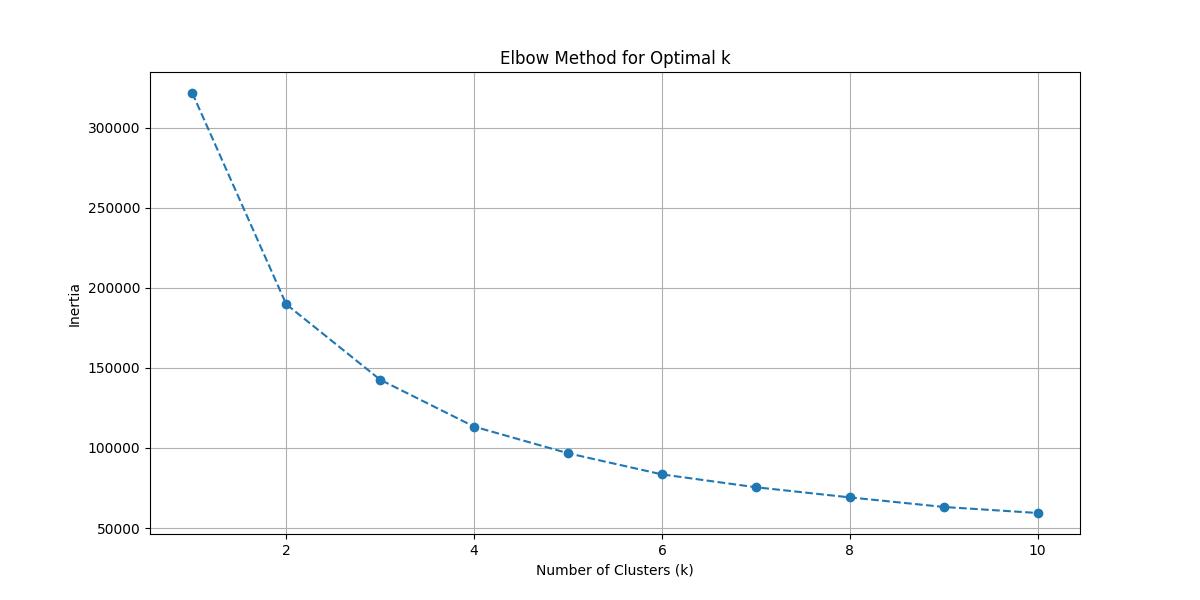 Elbow Method for Optimal k
300000
250000
200000
150000
100000
50000
Inertia
2 4 6 8 10
Number of Clusters (k)